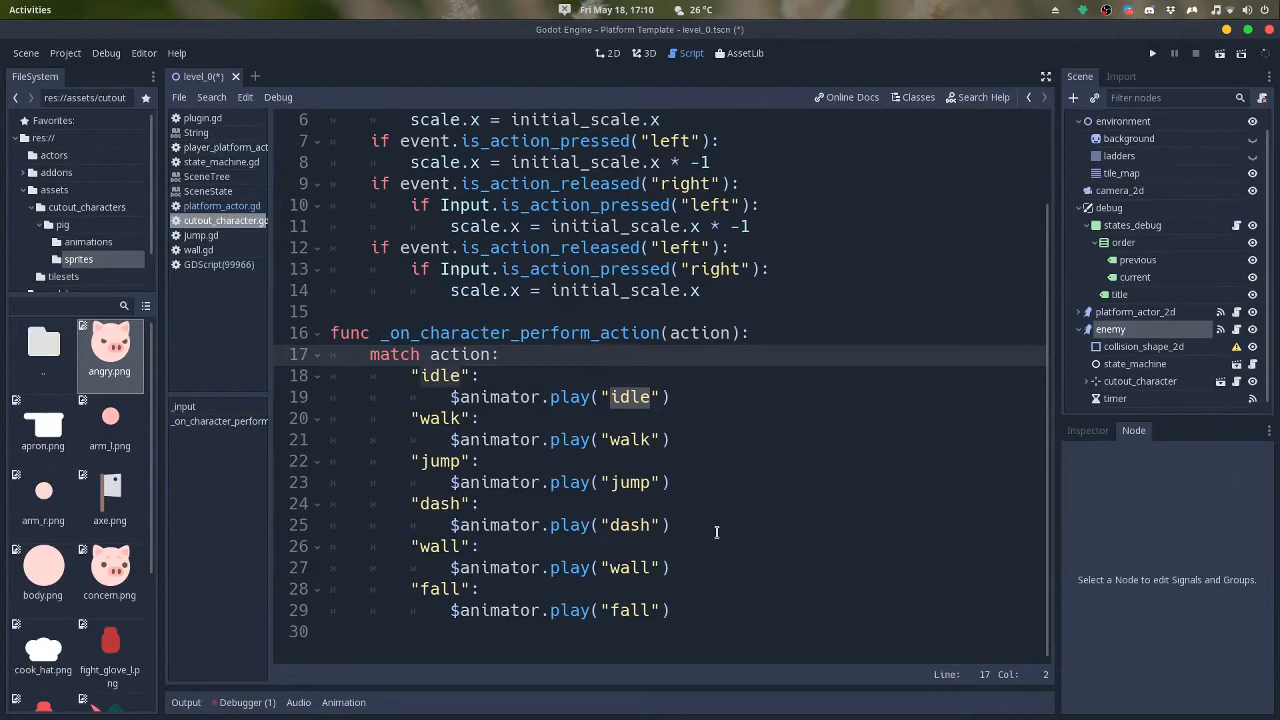 Activities
Fri May 18, 17:10
26 °C
Godot Engine - Platform Template - level_0.tscn (*)
Scene Project Debug Editor Help
2D 3D Script AssetLib
FileSystem
level_0(*)
Scene Import
res://assets/cutout
File Search Edit Debug
Online Docs Classes Search Help
Filter nodes
Favorites:
res://
actors
addons
assets
cutout_characters
pig
animations
sprites
tilesets
..
angry.png
apron.png
arm_l.png
arm_r.png
axe.png
body.png
concern.png
cook_hat.png
fight_glove_l.png
plugin.gd
String
player_platform_act
state_machine.gd
SceneTree
SceneState
platform_actor.gd
cutout_character.gd
jump.gd
wall.gd
GDScript(99966)
_input
_on_character_perform
6 scale.x = initial_scale.x
7 if event.is_action_pressed("left"):
8 scale.x = initial_scale.x * -1
9 if event.is_action_released("right"):
10 if Input.is_action_pressed("left"):
11 scale.x = initial_scale.x * -1
12 if event.is_action_released("left"):
13 if Input.is_action_pressed("right"):
14 scale.x = initial_scale.x
15
16 func _on_character_perform_action(action):
17 match action:
18 "idle":
19 $animator.play("idle")
20 "walk":
21 $animator.play("walk")
22 "jump":
23 $animator.play("jump")
24 "dash":
25 $animator.play("dash")
26 "wall":
27 $animator.play("wall")
28 "fall":
29 $animator.play("fall")
30
Line: 17 Col: 2
Output Debugger (1) Audio Animation
environment
background
ladders
tile_map
camera_2d
debug
states_debug
order
previous
current
title
platform_actor_2d
enemy
collision_shape_2d
state_machine
cutout_character
timer
Inspector Node
Select a Node to edit Signals and Groups.